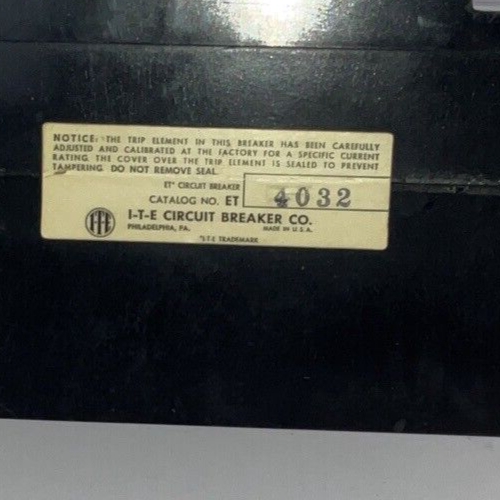 NOTICE: THE TRIP ELEMENT IN THIS BREAKER HAS BEEN CAREFULLY
ADJUSTED AND CALIBRATED AT THE FACTORY FOR A SPECIFIC CURRENT
RATING. THE COVER OVER THE TRIP ELEMENT IS SEALED TO PREVENT
TAMPERING. DO NOT REMOVE SEAL.
ET* CIRCUIT BREAKER
CATALOG NO. ET 4032
ITE I-T-E CIRCUIT BREAKER CO.
PHILADELPHIA, PA. MADE IN U.S.A.
*I-T-E TRADEMARK